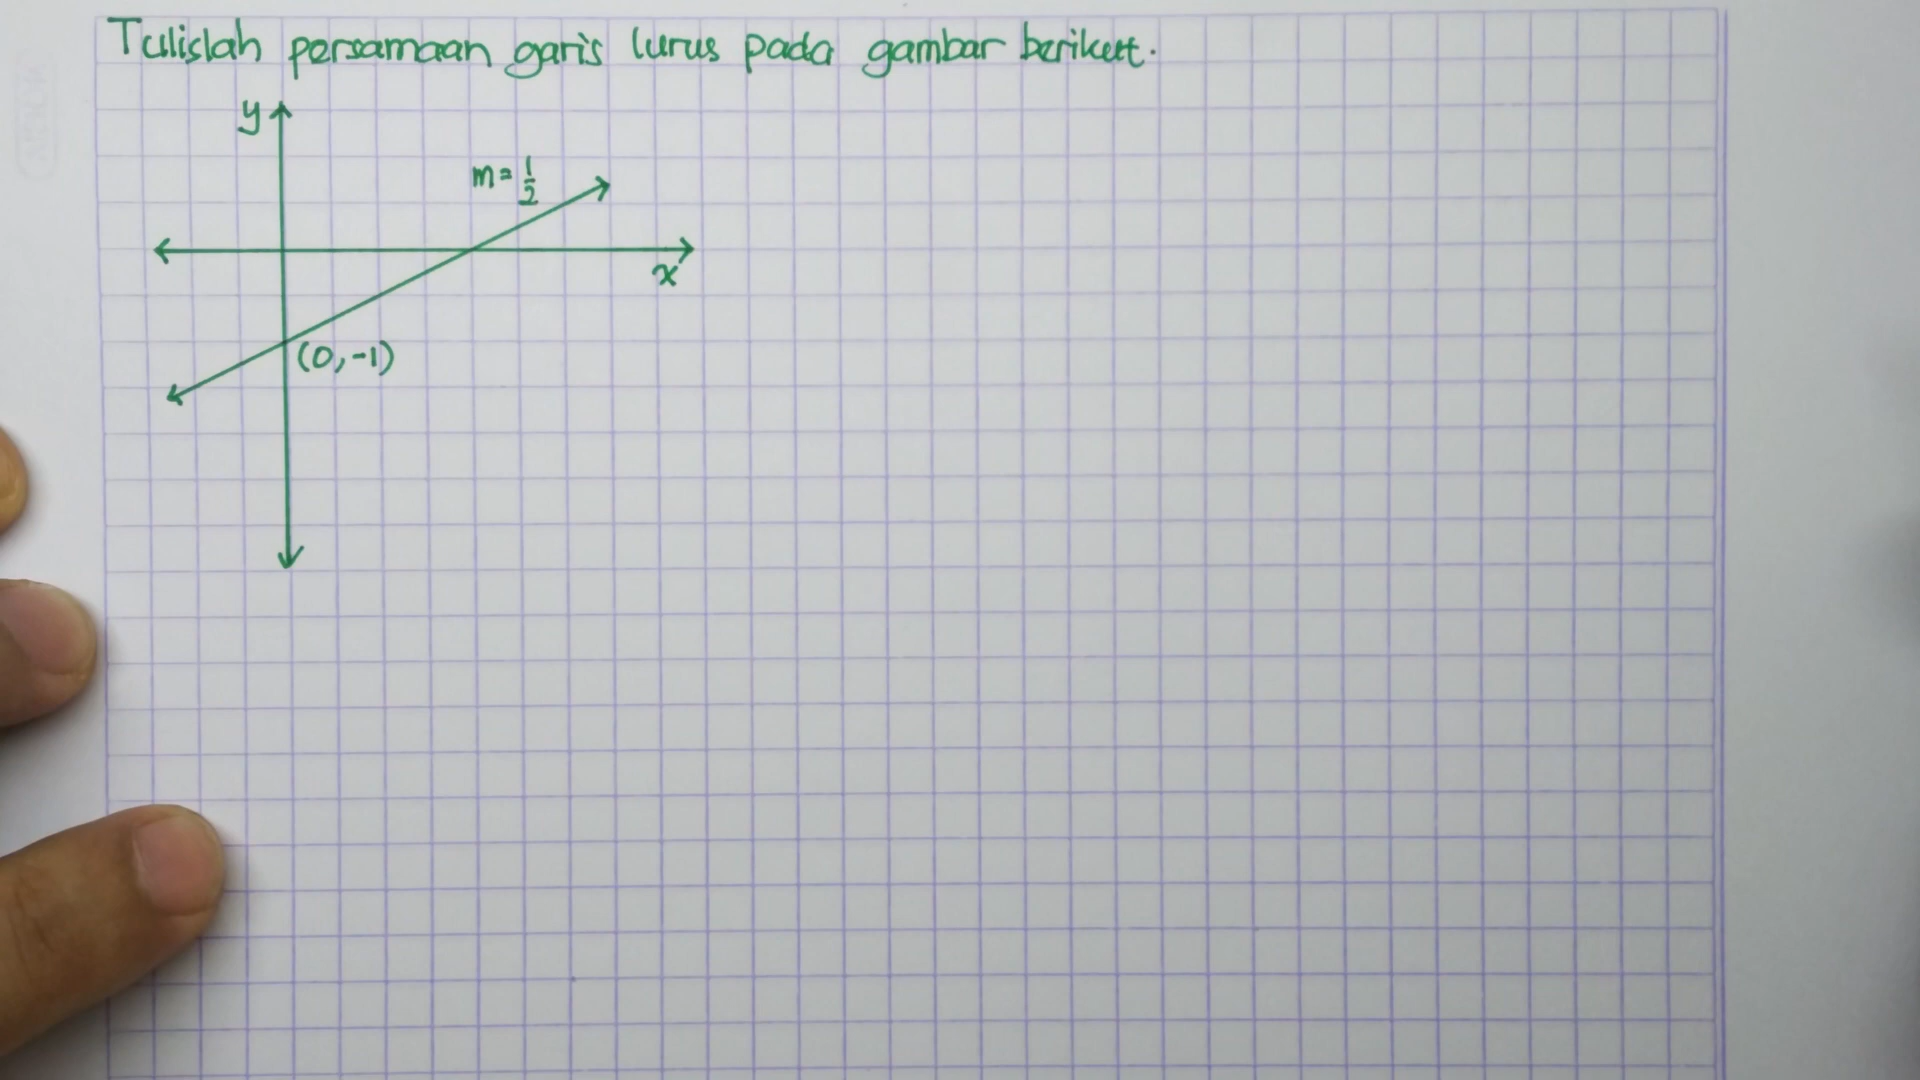 Tulislah persamaan garis lurus pada gambar berikut.
y
m = 1/2
x
(0, -1)